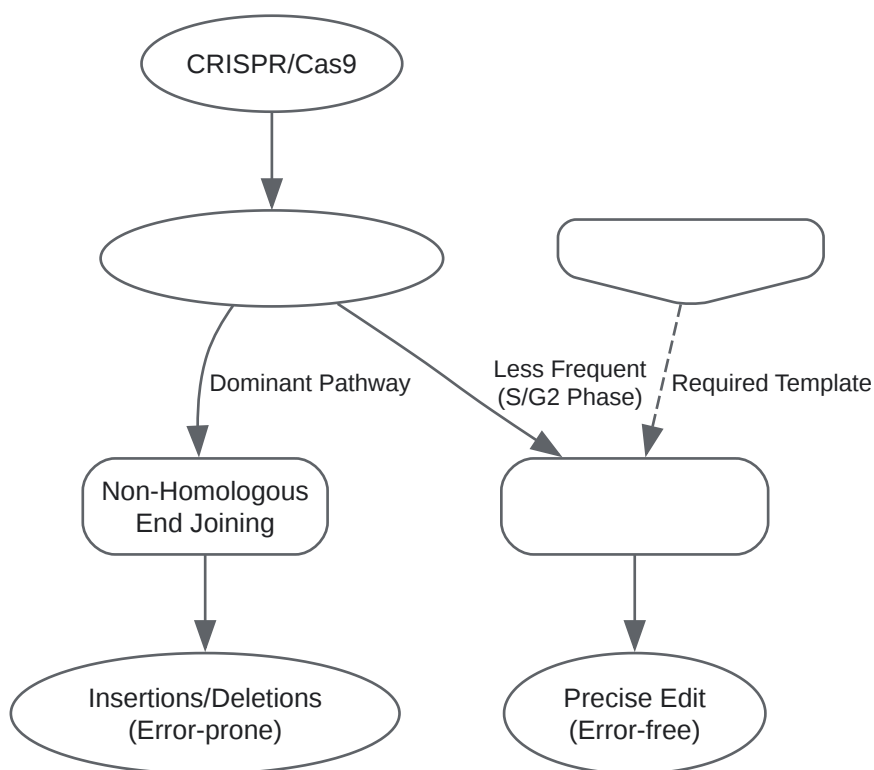 CRISPR/Cas9
Dominant Pathway
Less Frequent
(S/G2 Phase)
Required Template
Non-Homologous
End Joining
Insertions/Deletions
(Error-prone)
Precise Edit
(Error-free)